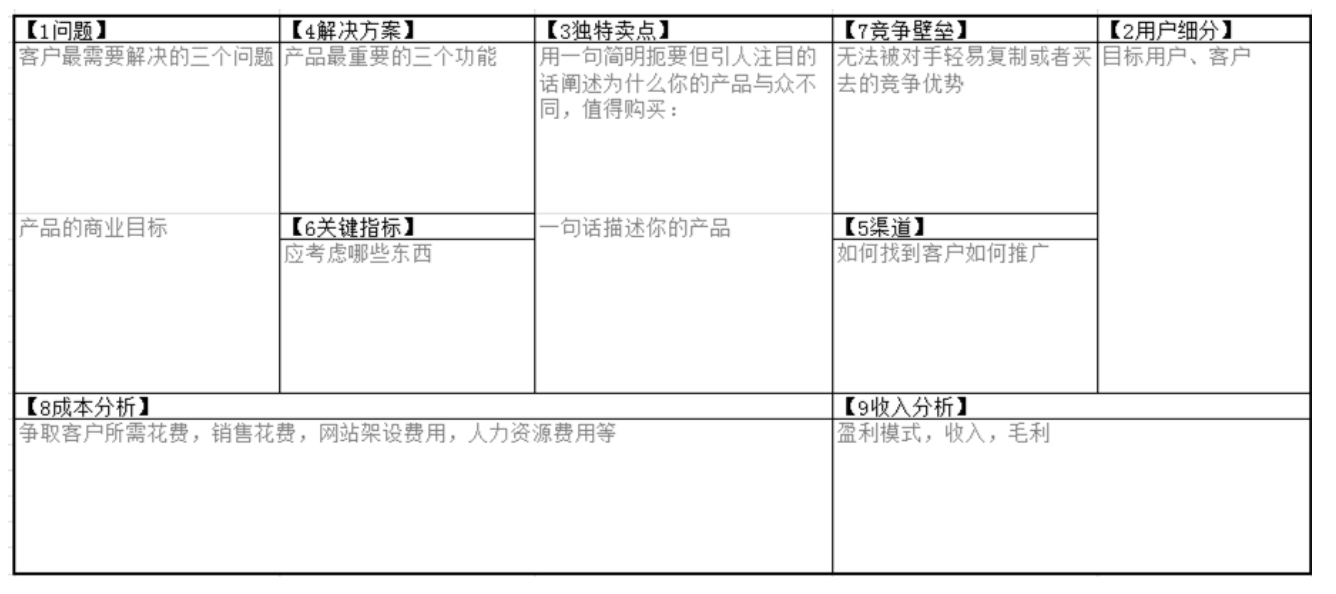 【1问题】
客户最需要解决的三个问题
产品的商业目标
【4解决方案】
产品最重要的三个功能
【6关键指标】
应考虑哪些东西
【3独特卖点】
用一句简明扼要但引人注目的
话阐述为什么你的产品与众不
同，值得购买：
一句话描述你的产品
【7竞争壁垒】
无法被对手轻易复制或者买
去的竞争优势
【5渠道】
如何找到客户如何推广
【2用户细分】
目标用户、客户
【8成本分析】
争取客户所需花费，销售花费，网站架设费用，人力资源费用等
【9收入分析】
盈利模式，收入，毛利